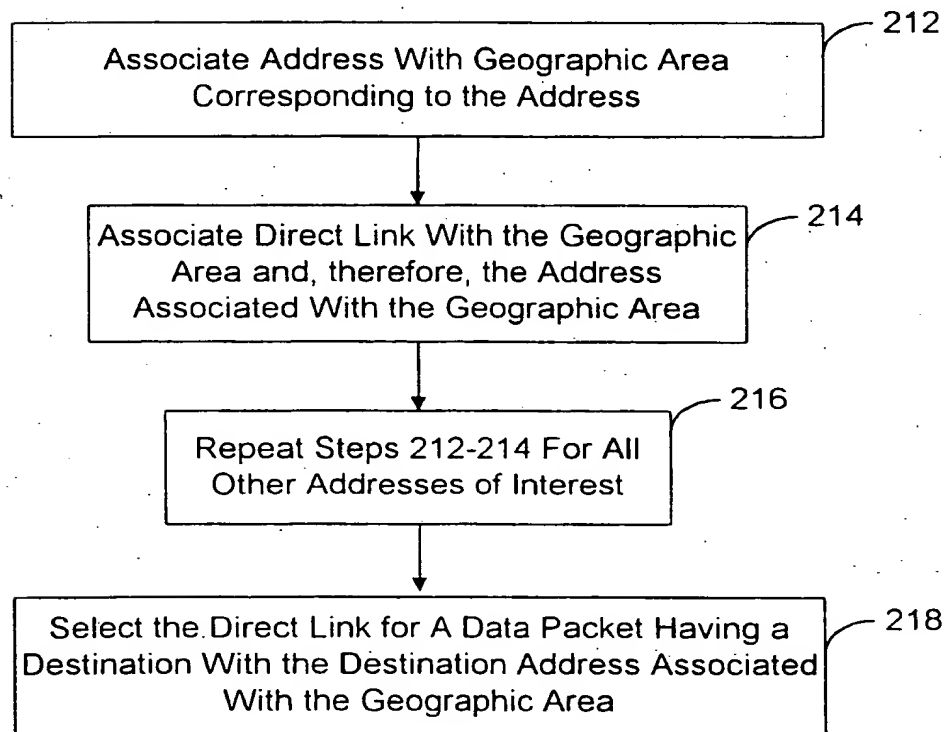 212
Associate Address With Geographic Area
Corresponding to the Address
214
Associate Direct Link With the Geographic
Area and, therefore, the Address
Associated With the Geographic Area
216
Repeat Steps 212-214 For All
Other Addresses of Interest
218
Select the Direct Link for A Data Packet Having a
Destination With the Destination Address Associated
With the Geographic Area